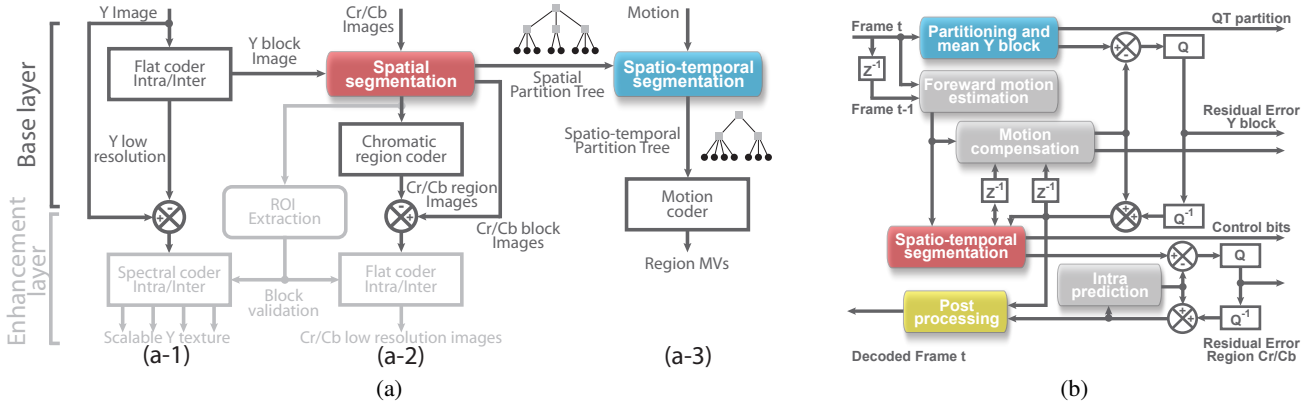 Y Image
Cr/Cb
Images
Motion
Base layer
Flat coder
Intra/Inter
Y block
Image
Spatial
segmentation
Spatial
Partition Tree
Spatio-temporal
segmentation
Y low
resolution
Chromatic
region coder
Spatio-temporal
Partition Tree
Cr/Cb region
Images
Motion
coder
ROI
Extraction
Cr/Cb block
Images
Region MVs
Enhancement
layer
Spectral coder
Intra/Inter
Block
validation
Flat coder
Intra/Inter
Scalable Y texture
Cr/Cb low resolution images
(a-1)
(a-2)
(a-3)
(a)
Frame t
Partitioning and
mean Y block
QT partition
Q
Z-1
Foreward motion
estimation
Frame t-1
Residual Error
Y block
Motion
compensation
Z-1
Z-1
Q-1
Spatio-temporal
segmentation
Control bits
Q
Intra
prediction
Post
processing
Q-1
Decoded Frame t
Residual Error
Region Cr/Cb
(b)